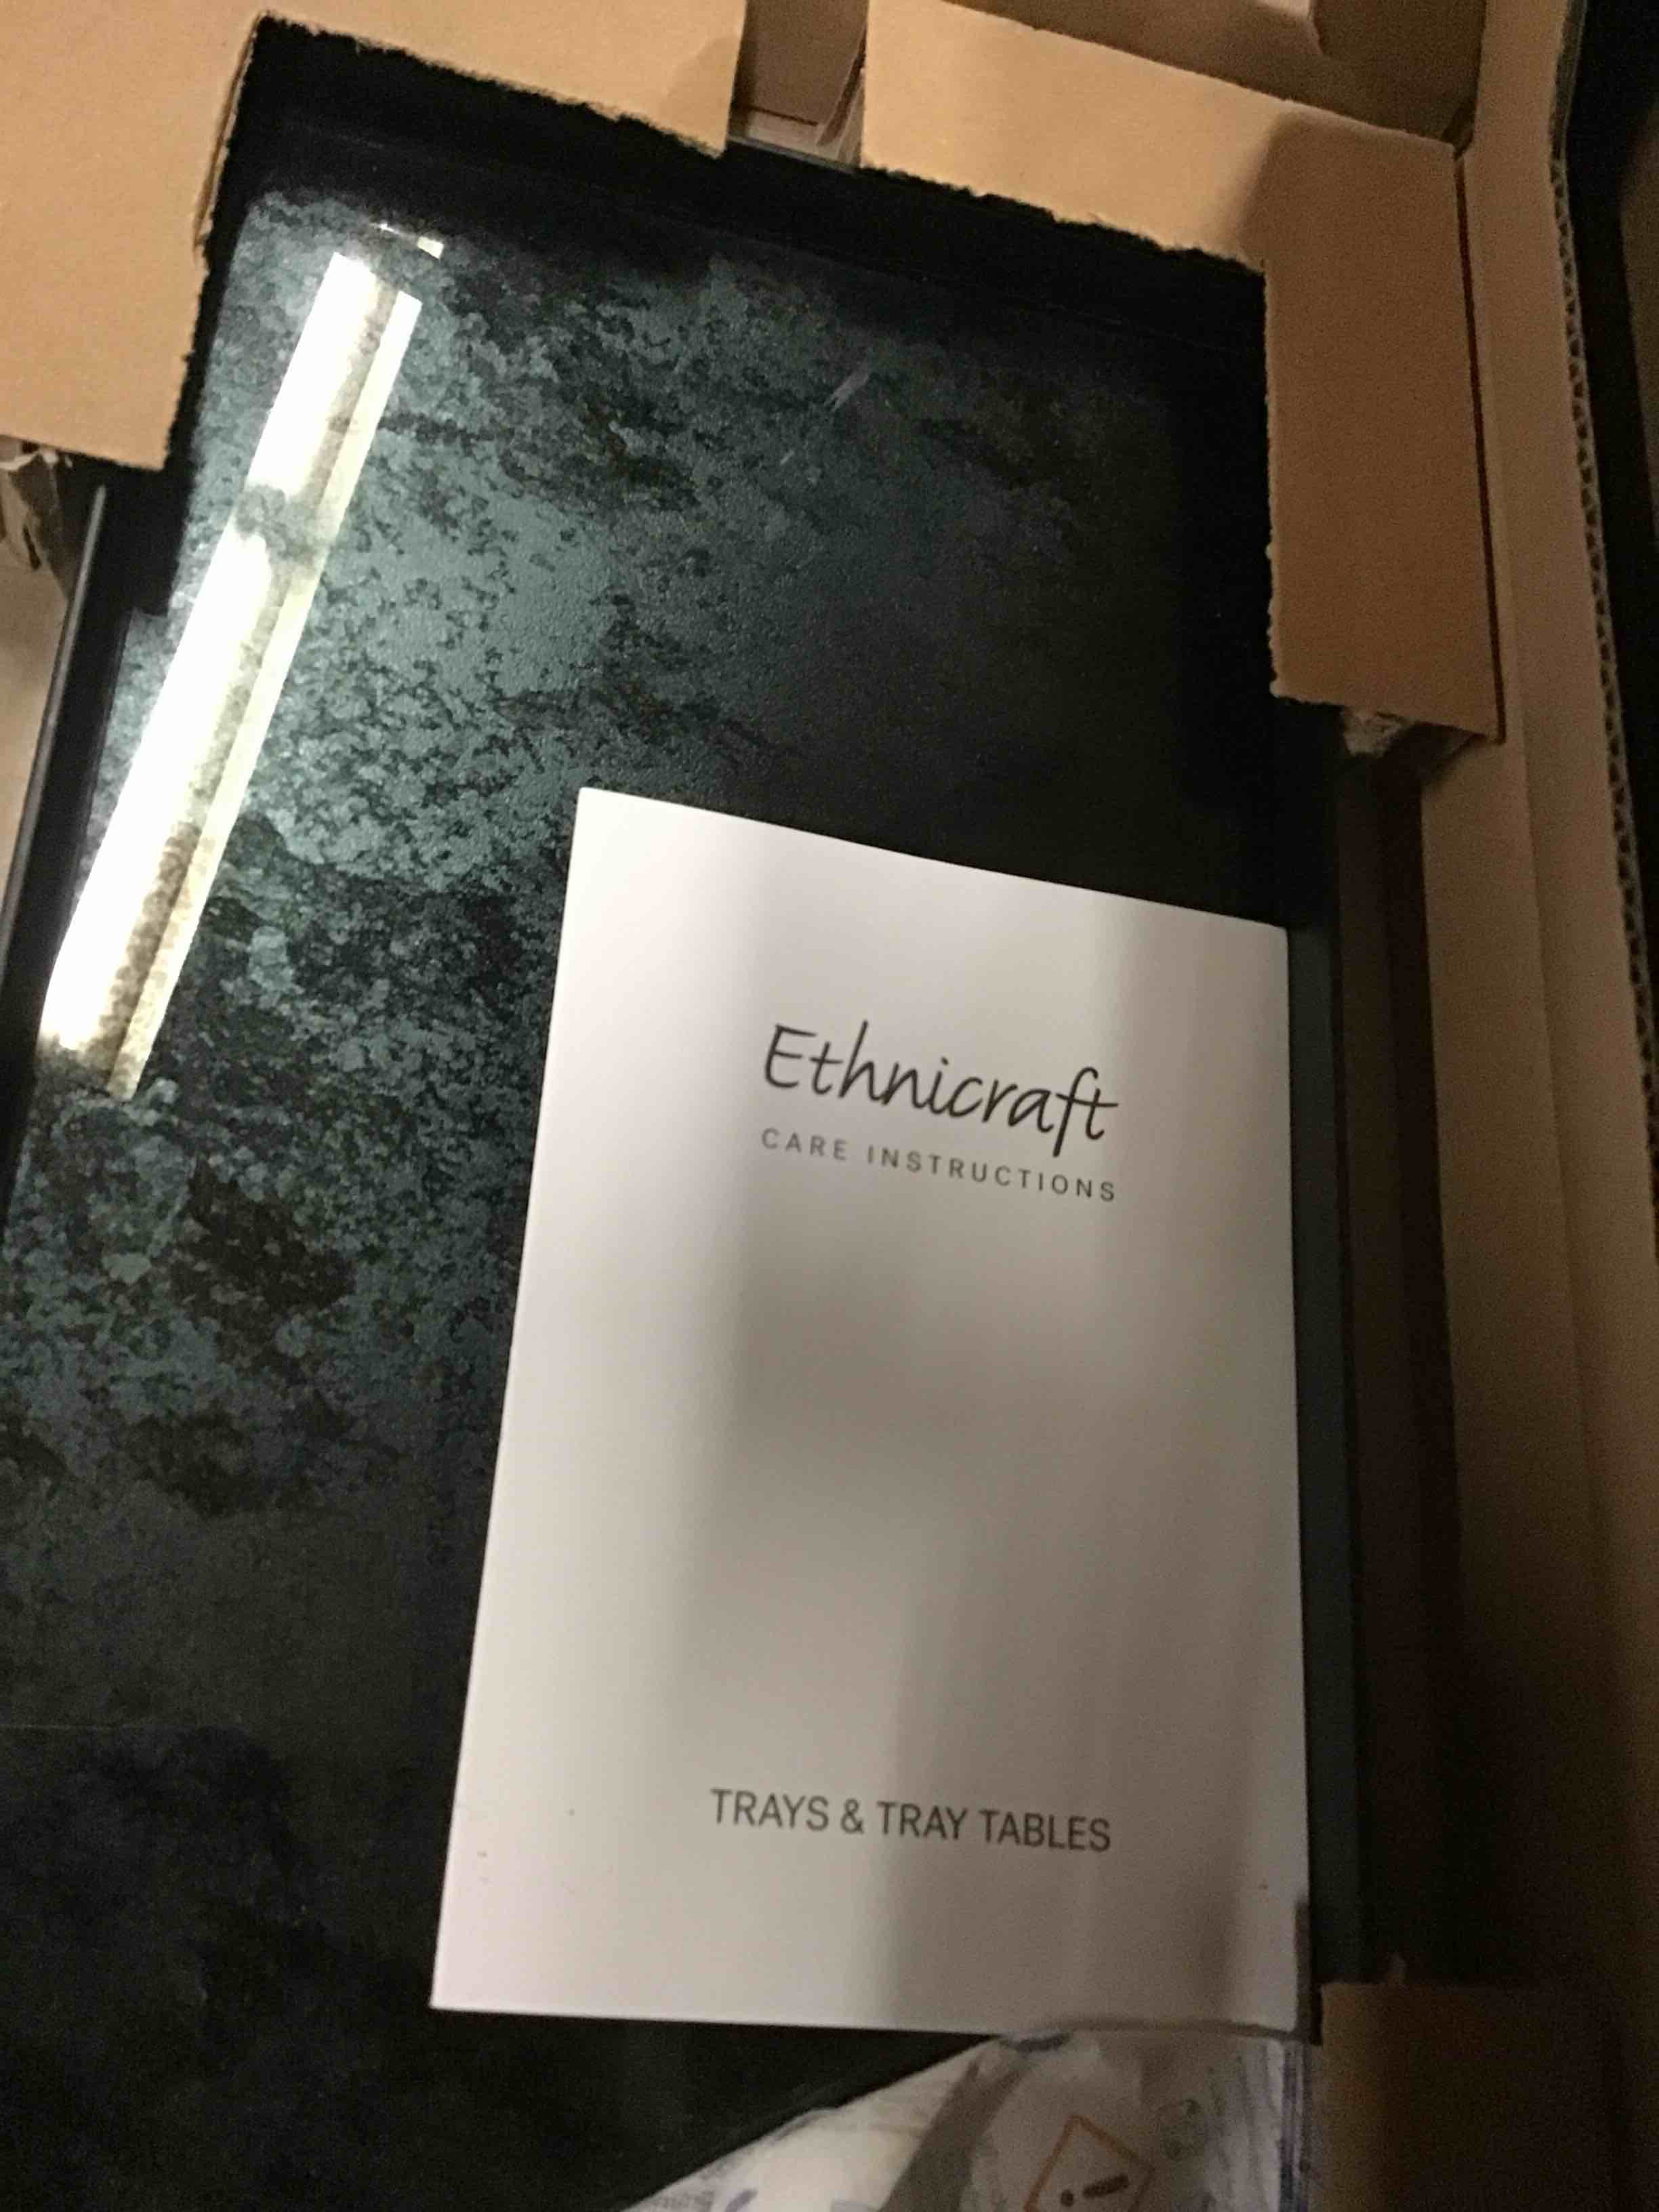 Ethnicraft
CARE INSTRUCTIONS
TRAYS & TRAY TABLES